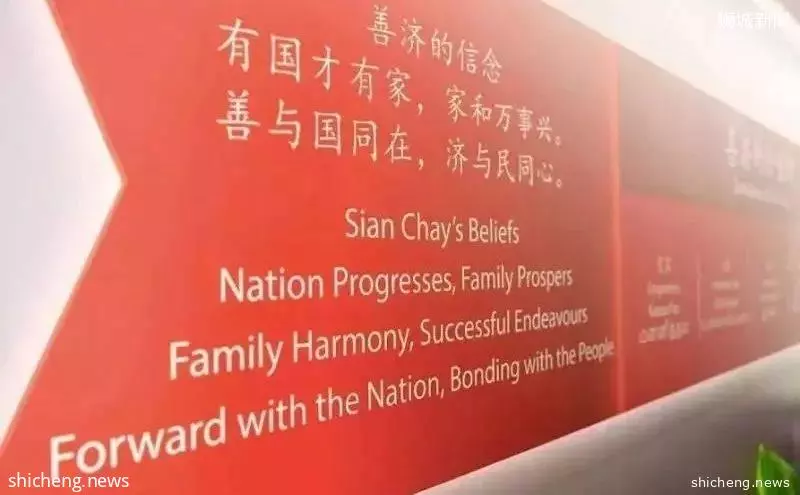 狮城新闻
善济的信念
有国才有家，家和万事兴。
善与国同在，济与民同心。
Sian Chay's Beliefs
Nation Progresses, Family Prospers
Family Harmony, Successful Endeavours
Forward with the Nation, Bonding with the People
shicheng.news
shicheng.news